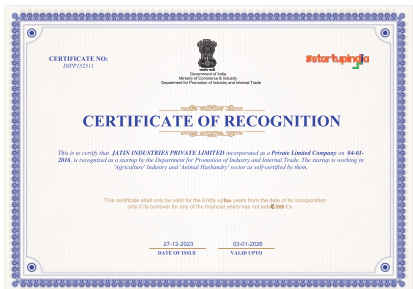 CERTIFICATE NO:
DIPP152511
Government of India
Ministry of Commerce & Industry
Department for Promotion of Industry and Internal Trade
#startupindia
CERTIFICATE OF RECOGNITION
This is to certify that JATIN INDUSTRIES PRIVATE LIMITED incorporated as a Private Limited Company on 04-01-
2016, is recognized as a startup by the Department for Promotion of Industry and Internal Trade. The startup is working in
'Agriculture' Industry and 'Animal Husbandry' sector as self-certified by them.
This certificate shall only be valid for the Entity up years from the date of its incorporation
only if its turnover for any of the financial years has not Cr.
27-12-2023
DATE OF ISSUE
03-01-2026
VALID UPTO